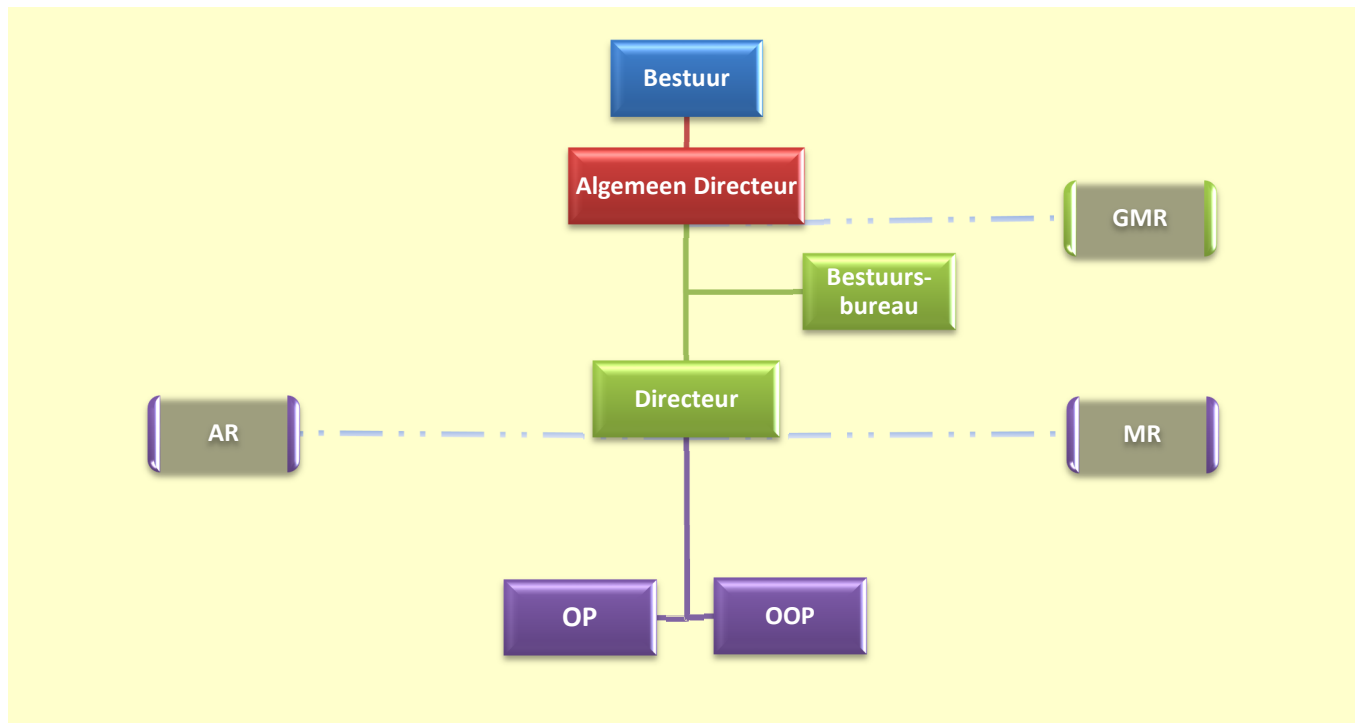 Bestuur
Algemeen Directeur
GMR
Bestuurs-
bureau
Directeur
AR
MR
OP
OOP